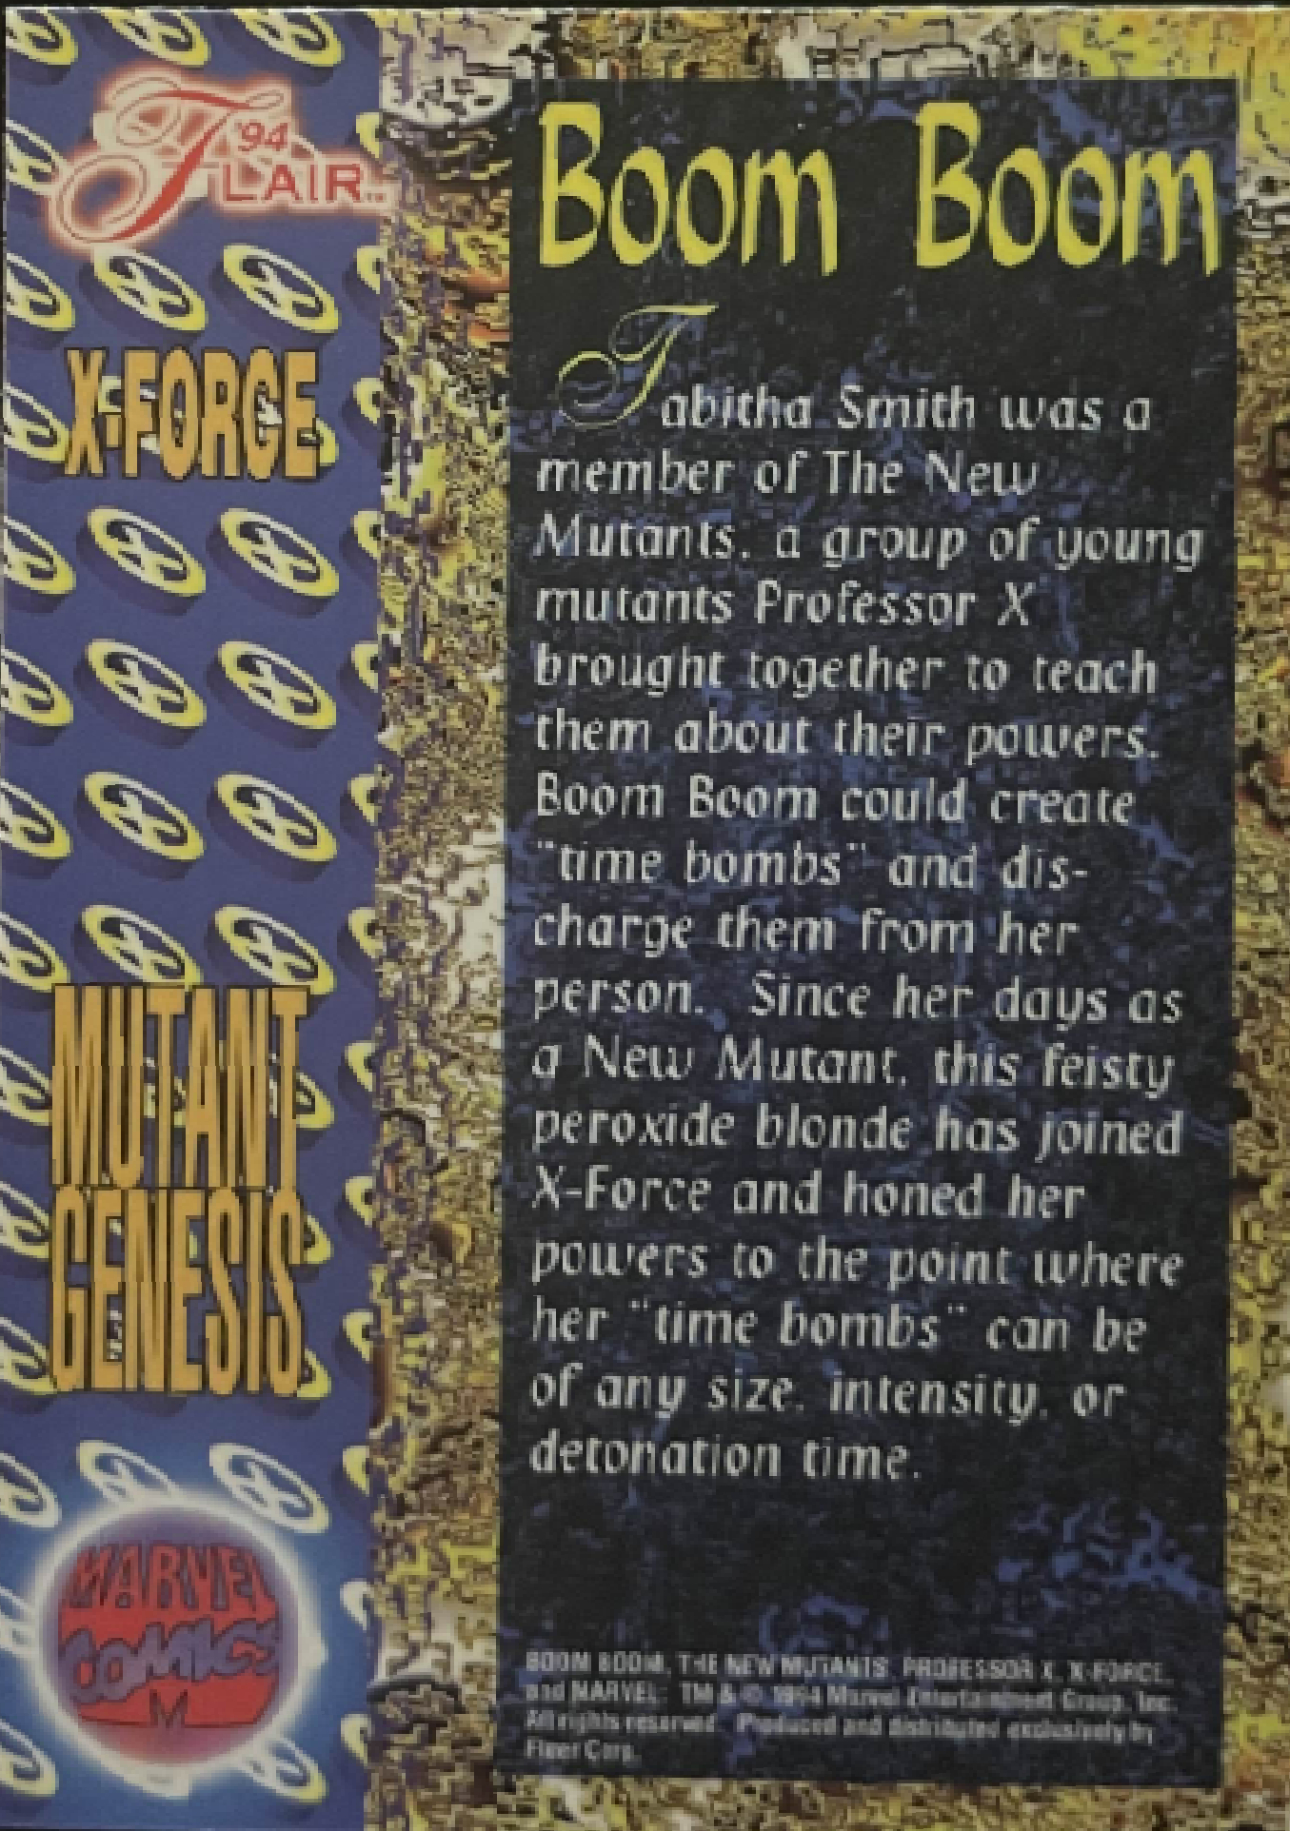 '94
FLAIR™
X-FORCE
MUTANT
GENESIS
MARVEL
COMICS
M
BOOM BOOM
Tabitha Smith was a
member of The New
Mutants, a group of young
mutants Professor X
brought together to teach
them about their powers.
Boom Boom could create
"time bombs" and dis-
charge them from her
person. Since her days as
a New Mutant, this feisty
peroxide blonde has joined
X-Force and honed her
powers to the point where
her "time bombs" can be
of any size, intensity, or
detonation time.
BOOM BOOM, THE NEW MUTANTS, PROFESSOR X, X-FORCE,
and MARVEL: TM & © 1994 Marvel Entertainment Group, Inc.
All rights reserved. Produced and distributed exclusively by
Fleer Corp.